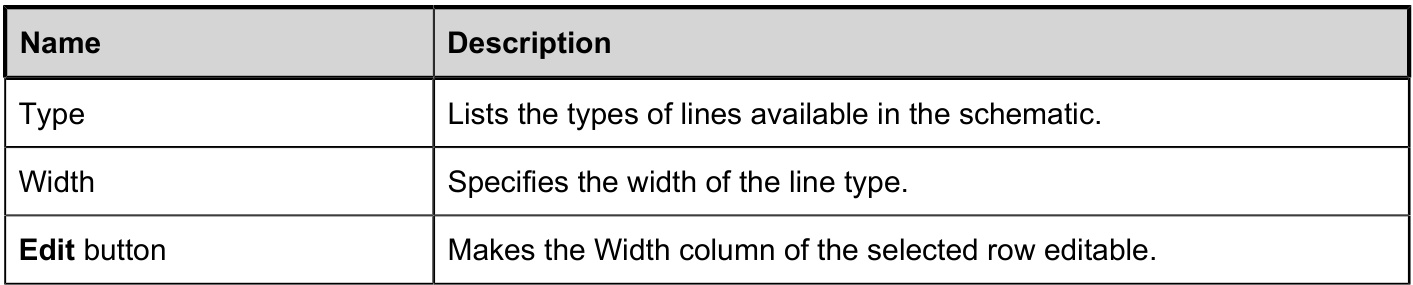 Name Description
Type Lists the types of lines available in the schematic.
Width Specifies the width of the line type.
Edit button Makes the Width column of the selected row editable.